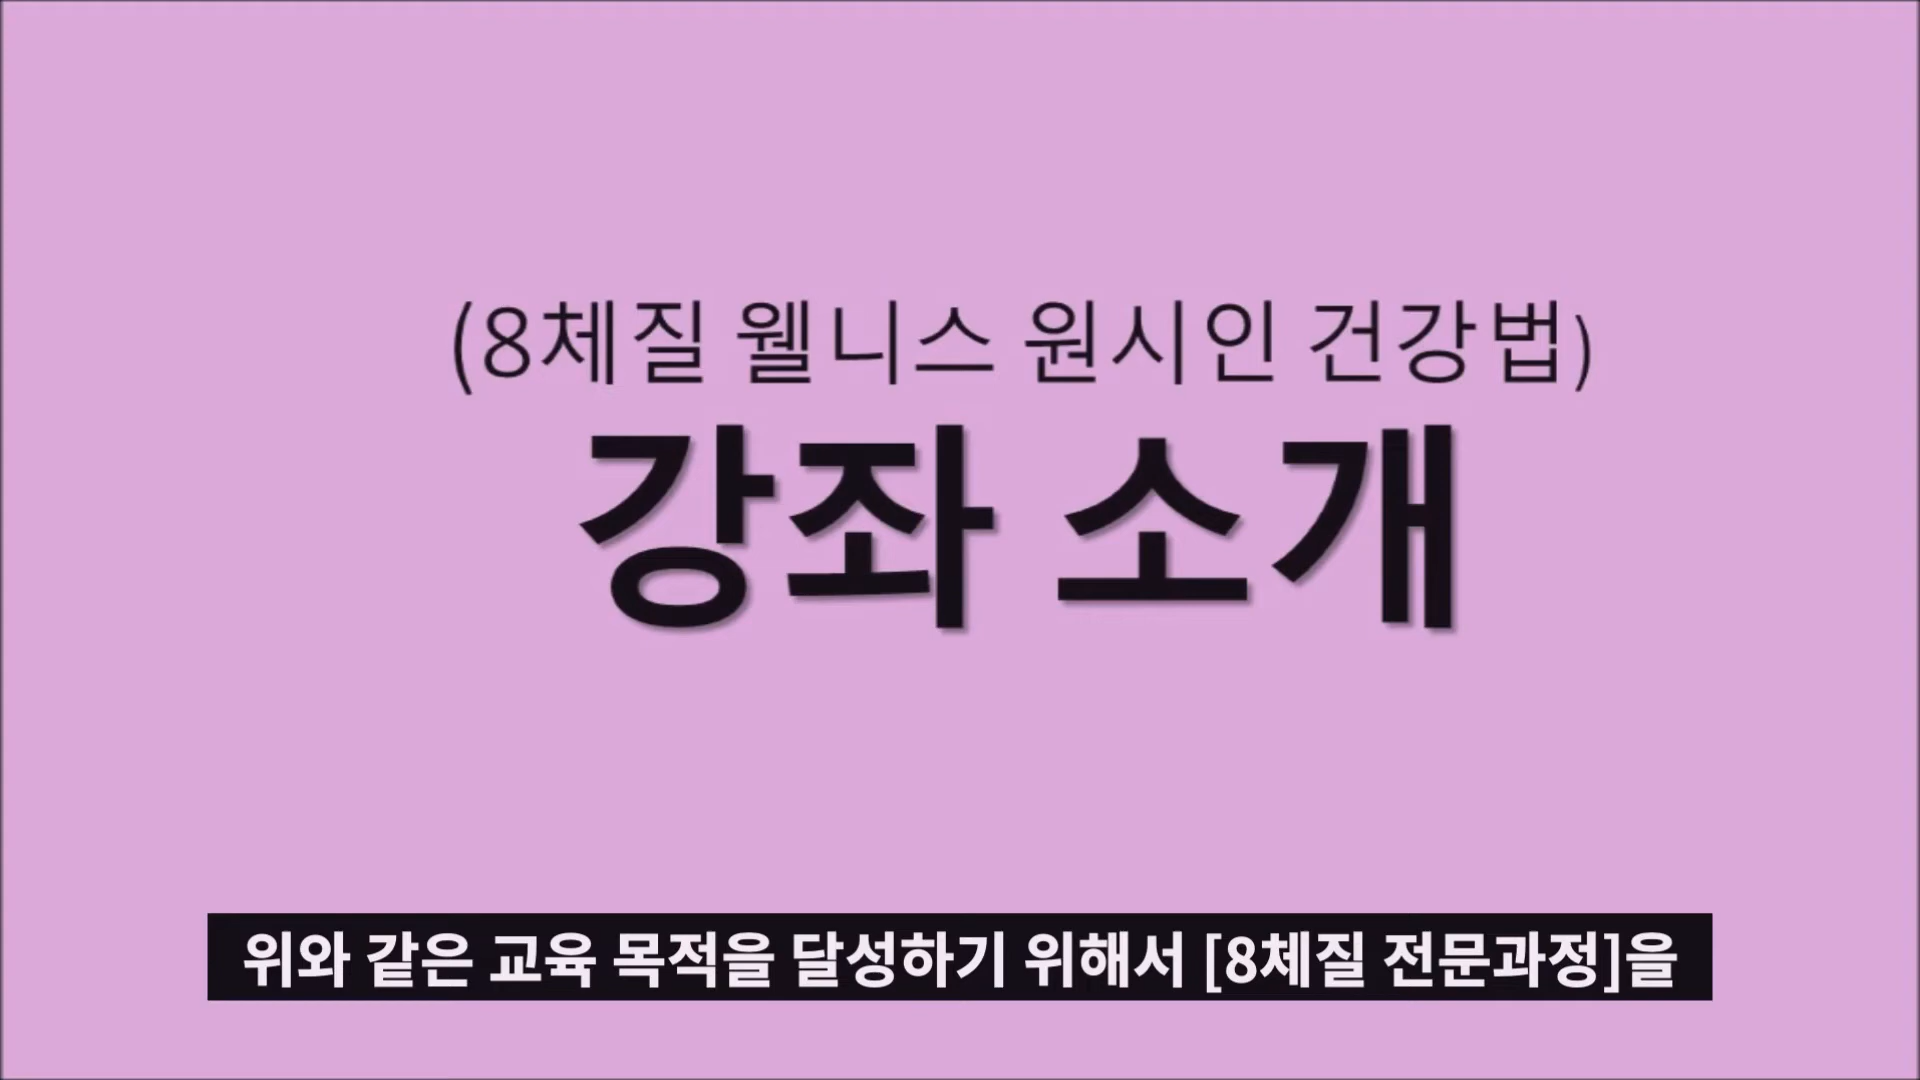 (8체질 웰니스 원시인 건강법)
강좌 소개
위와 같은 교육 목적을 달성하기 위해서 [8체질 전문과정]을